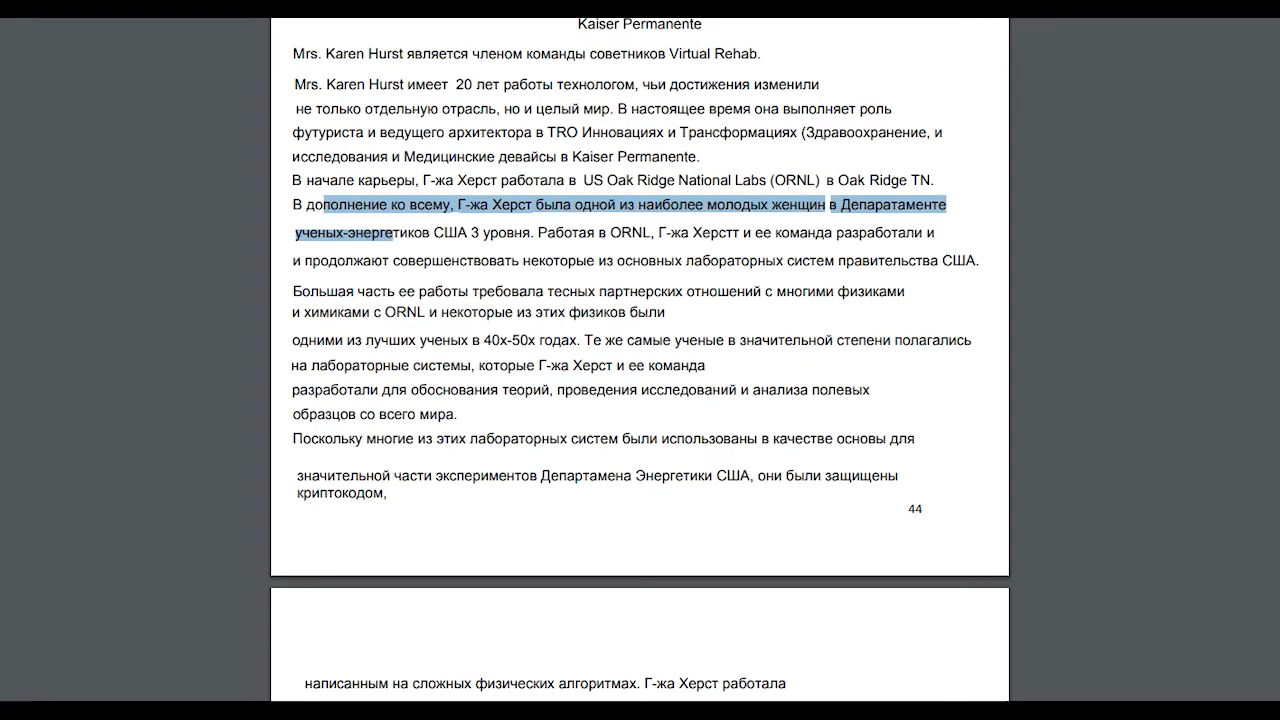 Kaiser Permanente
Mrs. Karen Hurst является членом команды советников Virtual Rehab.
Mrs. Karen Hurst имеет 20 лет работы технологом, чьи достижения изменили
не только отдельную отрасль, но и целый мир. В настоящее время она выполняет роль
футуриста и ведущего архитектора в TRO Инновациях и Трансформациях (Здравоохранение, и
исследования и Медицинские девайсы в Kaiser Permanente.
В начале карьеры, Г-жа Херст работала в US Oak Ridge National Labs (ORNL) в Oak Ridge TN.
В дополнение ко всему, Г-жа Херст была одной из наиболее молодых женщин в Депаратаменте
ученых-энергетиков США 3 уровня. Работая в ORNL, Г-жа Херстт и ее команда разработали и
и продолжают совершенствовать некоторые из основных лабораторных систем правительства США.
Большая часть ее работы требовала тесных партнерских отношений с многими физиками
и химиками с ORNL и некоторые из этих физиков были
одними из лучших ученых в 40х-50х годах. Те же самые ученые в значительной степени полагались
на лабораторные системы, которые Г-жа Херст и ее команда
разработали для обоснования теорий, проведения исследований и анализа полевых
образцов со всего мира.
Поскольку многие из этих лабораторных систем были использованы в качестве основы для
значительной части экспериментов Департамена Энергетики США, они были защищены
криптокодом,
44
написанным на сложных физических алгоритмах. Г-жа Херст работала